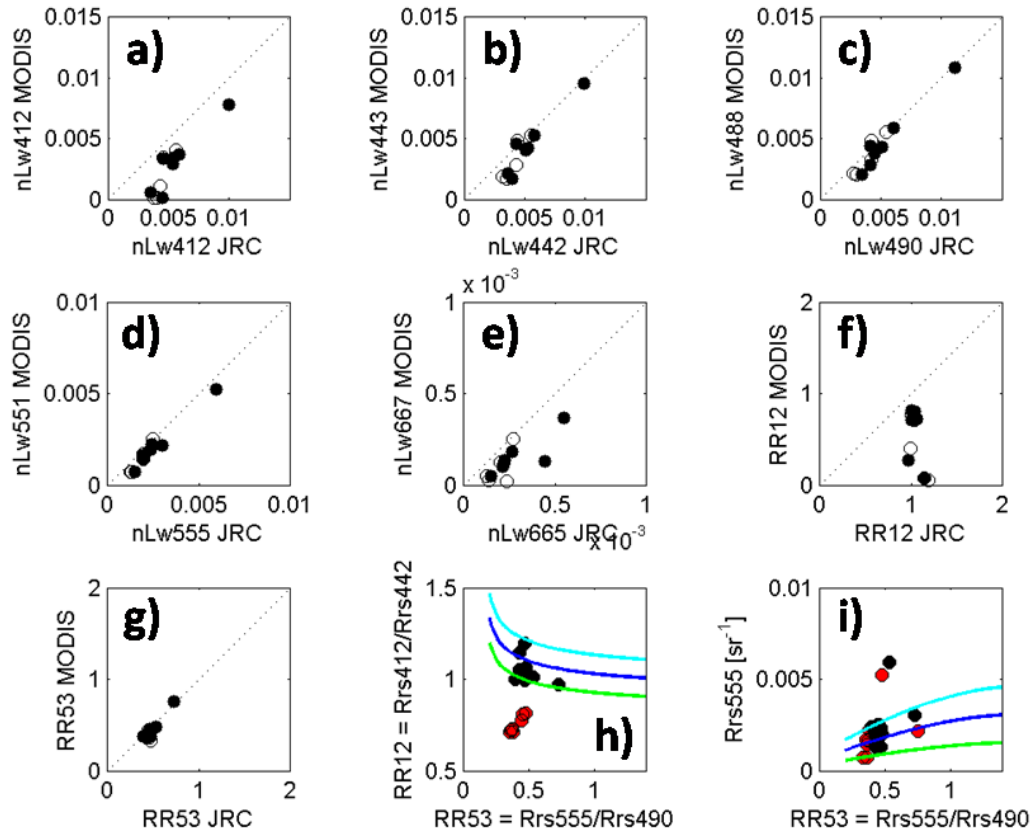 a)
nLw412 MODIS
0.015
0.01
0.005
0
0 0.005 0.01
nLw412 JRC
b)
nLw443 MODIS
0.015
0.01
0.005
0
0 0.005 0.01
nLw442 JRC
c)
nLw488 MODIS
0.015
0.01
0.005
0
0 0.005 0.01
nLw490 JRC
d)
nLw551 MODIS
0.01
0.005
0
0 0.005 0.01
nLw555 JRC
e)
x 10-3
nLw667 MODIS
1
0.5
0
0 0.5 1
nLw665 JRC
x 10-3
f)
RR12 MODIS
2
1
0
0 1 2
RR12 JRC
g)
RR53 MODIS
2
1
0
0 1 2
RR53 JRC
h)
RR12 = Rrs412/Rrs442
1.5
1
0.5
0 0.5 1
RR53 = Rrs555/Rrs490
i)
Rrs555 [sr-1]
0.01
0.005
0
0 0.5 1
RR53 = Rrs555/Rrs490